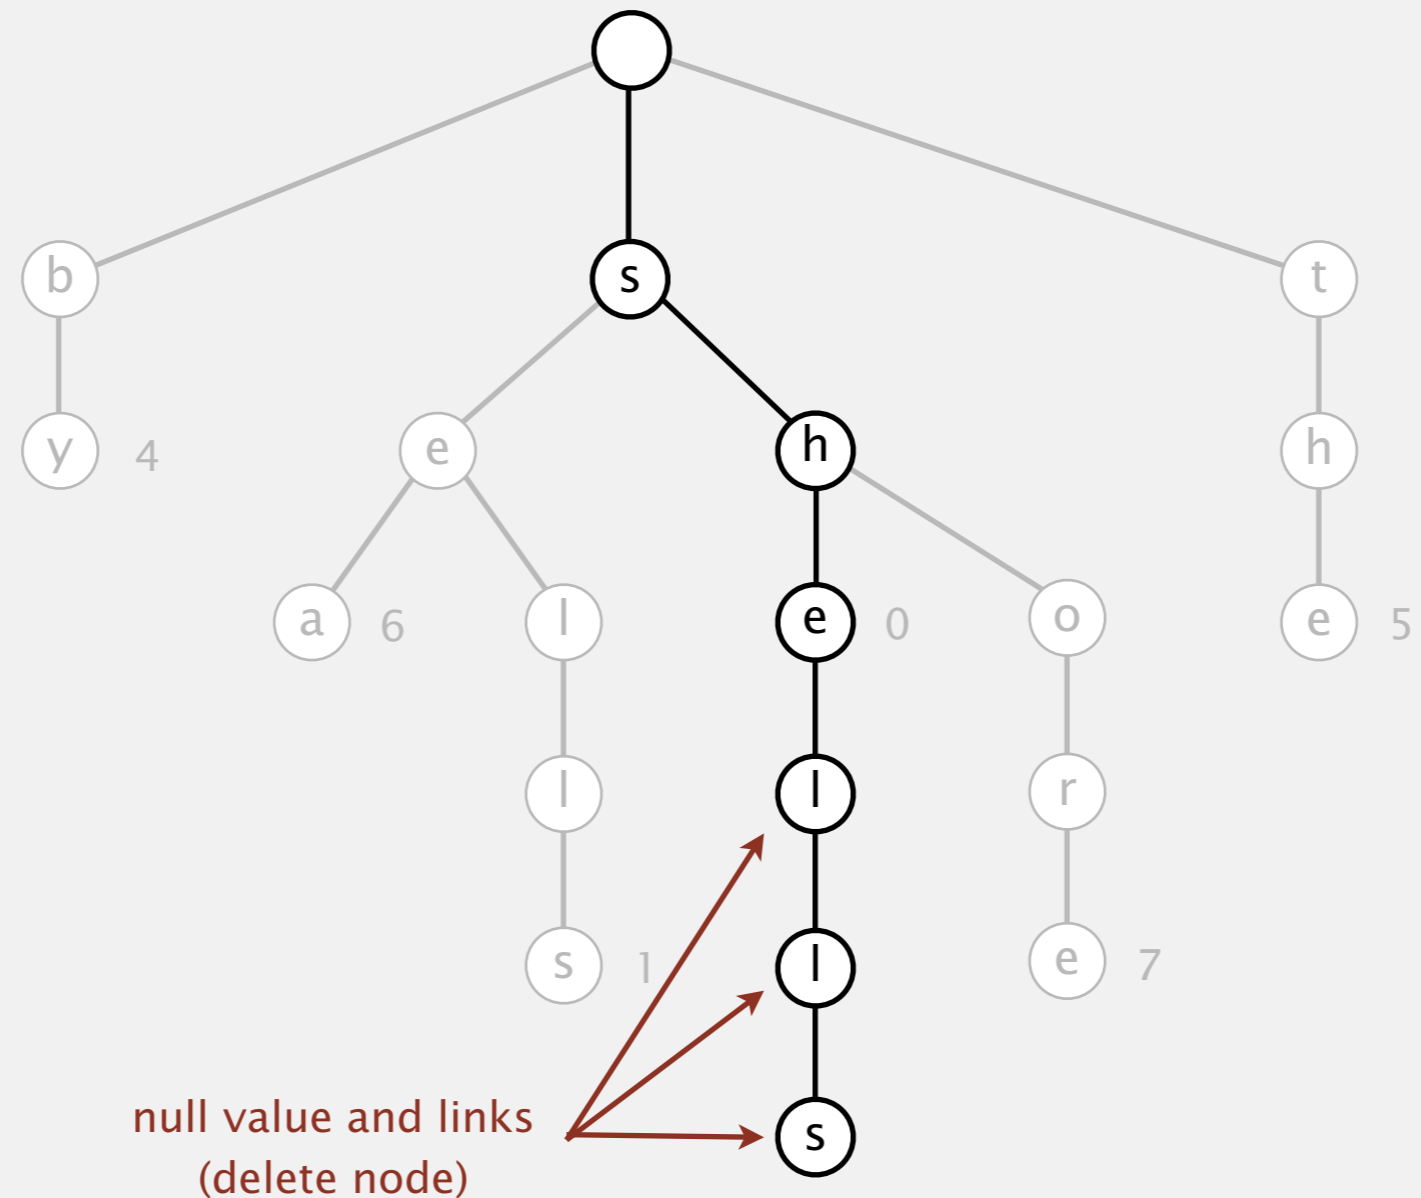 b s t
y 4 e h h
a 6 l e 0 o e 5
l l r
s 1 l e 7
null value and links s
(delete node)